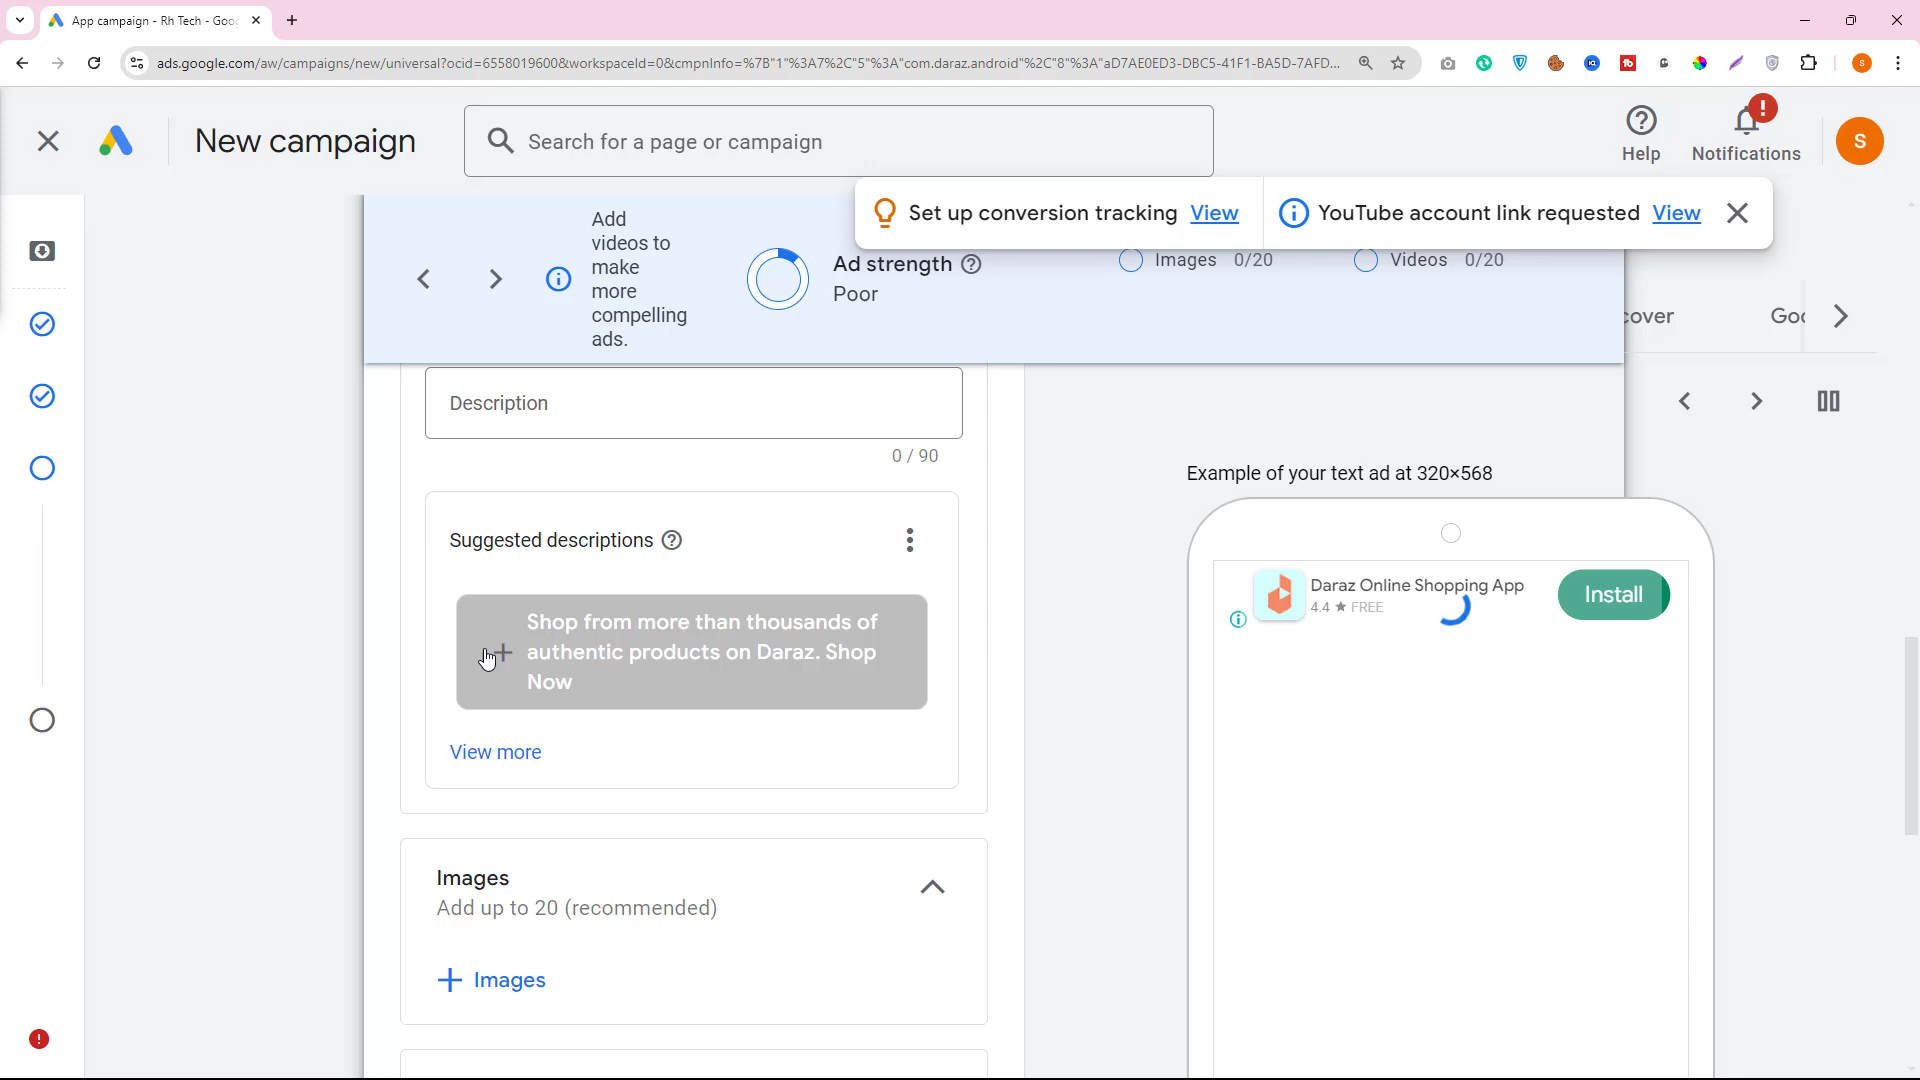 App campaign - Rh Tech - Goo
ads.google.com/aw/campaigns/new/universal?ocid=6558019600&workspaceId=0&cmpnInfo=%7B"1"%3A7%2C"5"%3A"com.daraz.android"%2C"8"%3A"aD7AE0ED3-DBC5-41F1-BA5D-7AFD...
New campaign
Search for a page or campaign
Help
Notifications
S
Set up conversion tracking View
YouTube account link requested View
Add
videos to
make
more
compelling
ads.
Ad strength
Poor
Images 0/20
Videos 0/20
cover
Goo
Description
0 / 90
Example of your text ad at 320×568
Suggested descriptions
Shop from more than thousands of
authentic products on Daraz. Shop
Now
View more
Daraz Online Shopping App
4.4 ★ FREE
Install
Images
Add up to 20 (recommended)
+ Images